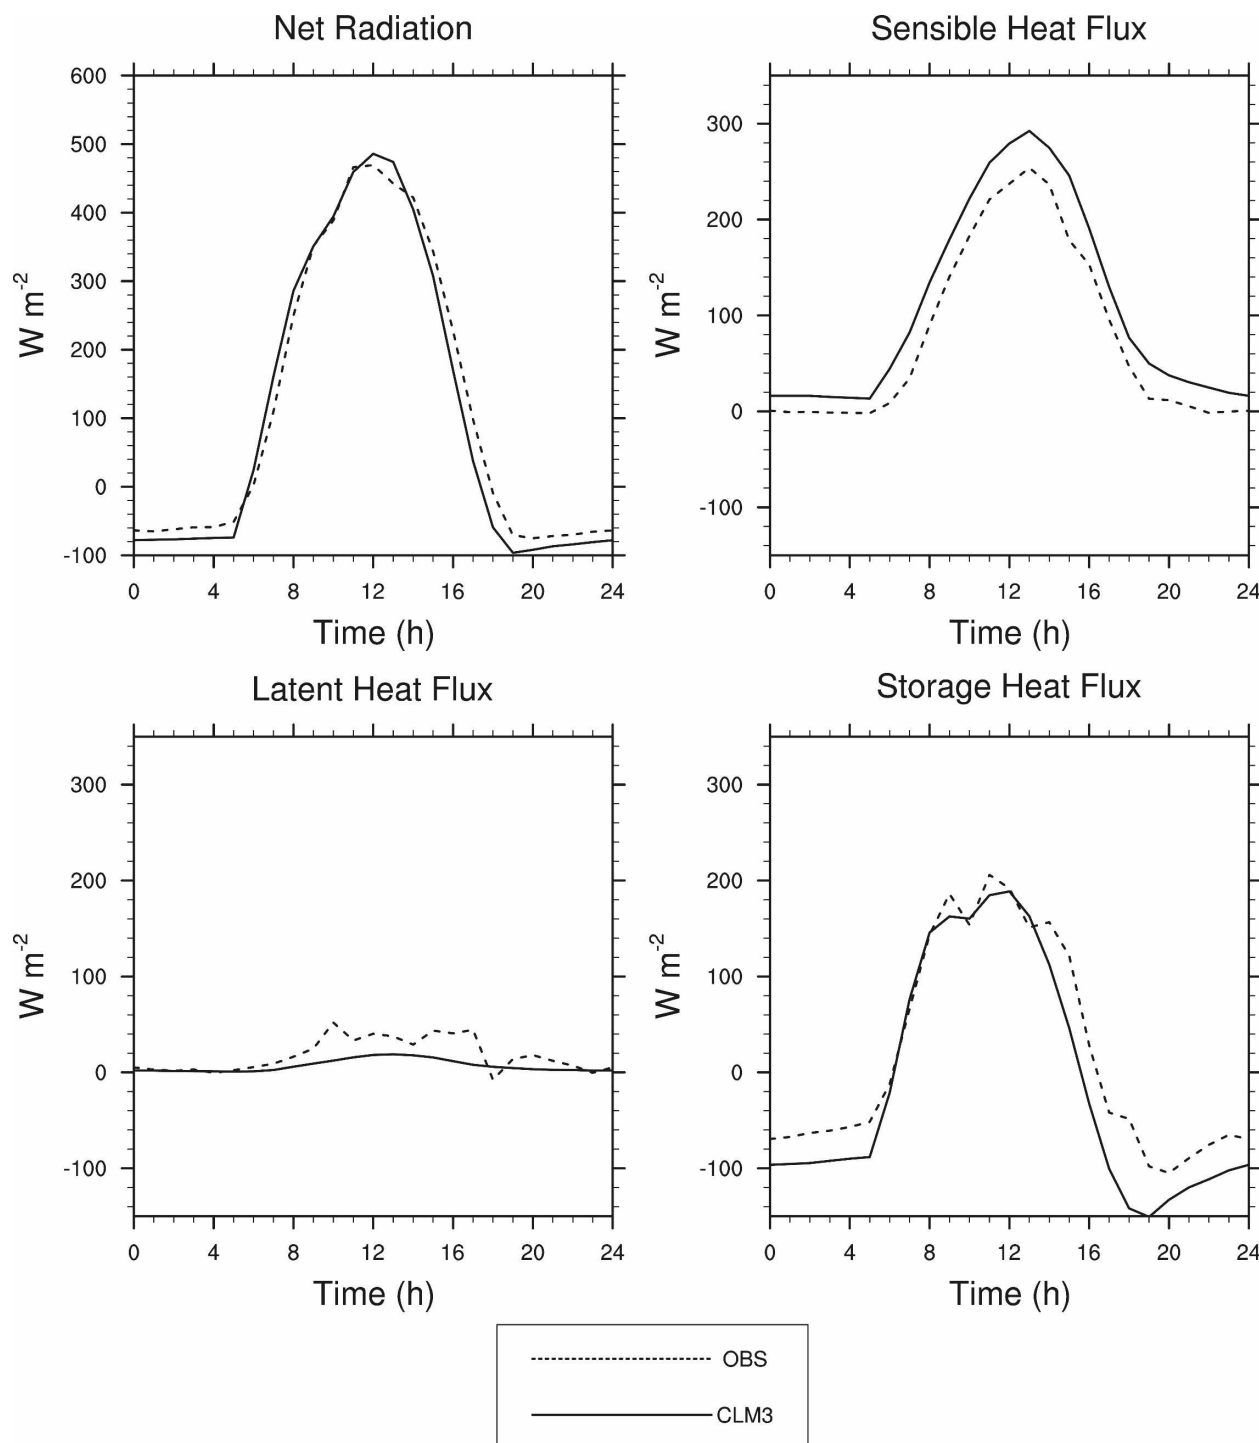 Net Radiation
600
500
400
300
200
100
0
-100
W m-2
0 4 8 12 16 20 24
Time (h)
Sensible Heat Flux
300
200
100
0
-100
W m-2
0 4 8 12 16 20 24
Time (h)
Latent Heat Flux
300
200
100
0
-100
W m-2
0 4 8 12 16 20 24
Time (h)
Storage Heat Flux
300
200
100
0
-100
W m-2
0 4 8 12 16 20 24
Time (h)
OBS
CLM3